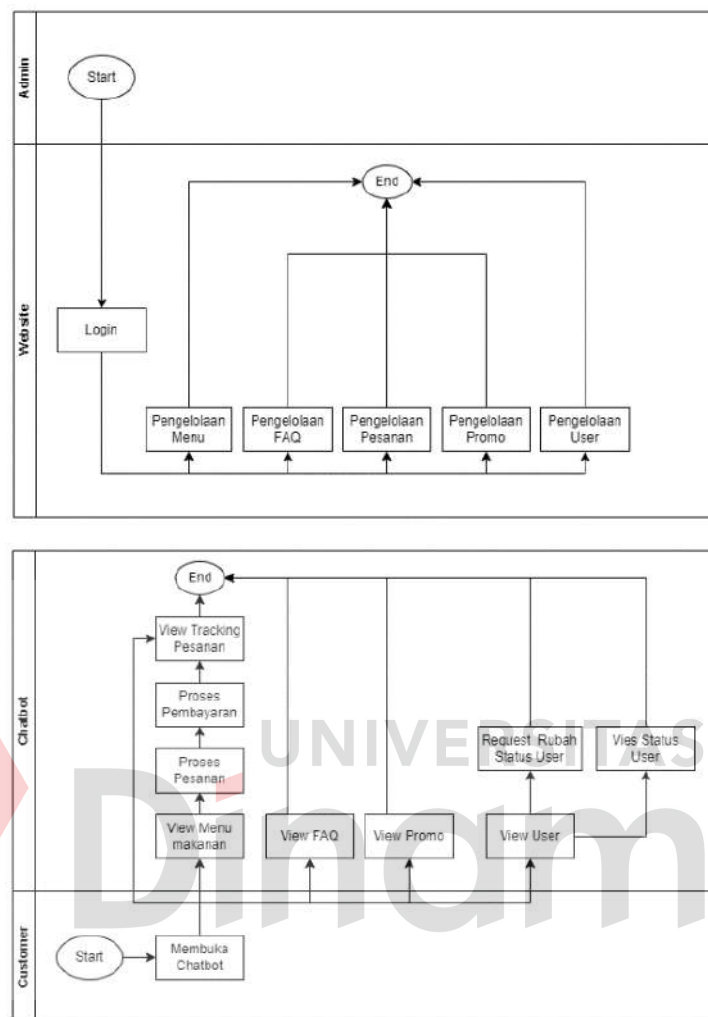 Admin
Start
Website
End
Login
Pengelolaan
Menu
Pengelolaan
FAQ
Pengelolaan
Pesanan
Pengelolaan
Promo
Pengelolaan
User
Chatbot
End
View Tracking
Pesanan
Proses
Pembayaran
Proses
Pesanan
View Menu
makanan
View FAQ
View Promo
View User
Request Rubah
Status User
Vies Status
User
UNIVERSITAS
Dinam
Customer
Start
Membuka
Chatbot